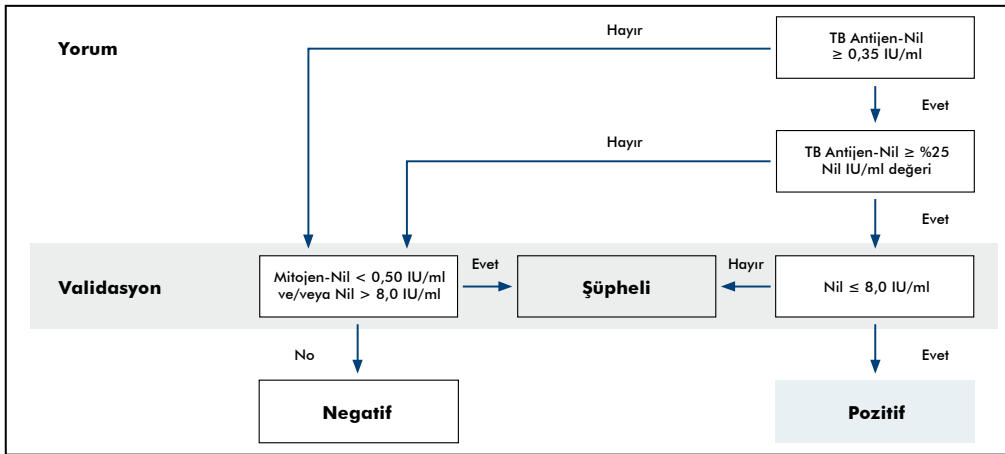 Yorum
Hayır
TB Antijen-Nil
≥ 0,35 IU/ml
Evet
Hayır
TB Antijen-Nil ≥ %25
Nil IU/ml değeri
Evet
Validasyon
Mitojen-Nil < 0,50 IU/ml
ve/veya Nil > 8,0 IU/ml
Evet
Şüpheli
Hayır
Nil ≤ 8,0 IU/ml
No
Evet
Negatif
Pozitif